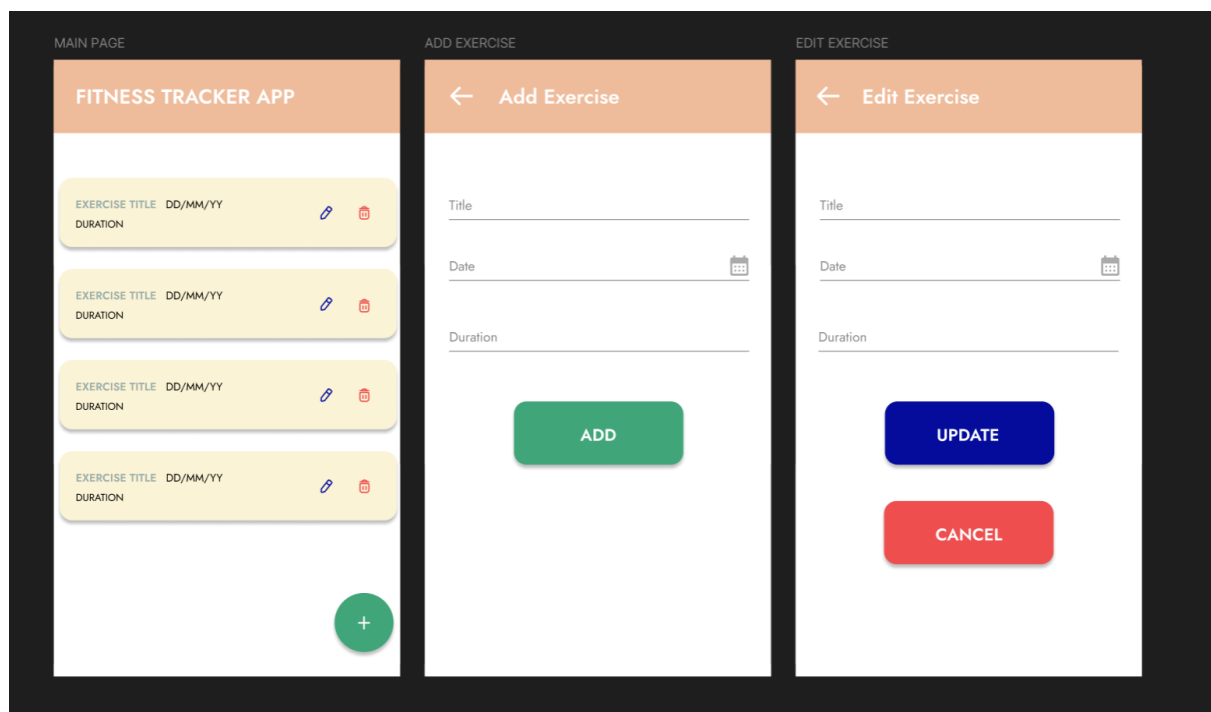 MAIN PAGE
FITNESS TRACKER APP
EXERCISE TITLE DD/MM/YY
DURATION
EXERCISE TITLE DD/MM/YY
DURATION
EXERCISE TITLE DD/MM/YY
DURATION
EXERCISE TITLE DD/MM/YY
DURATION
+
ADD EXERCISE
Add Exercise
Title
Date
Duration
ADD
EDIT EXERCISE
Edit Exercise
Title
Date
Duration
UPDATE
CANCEL